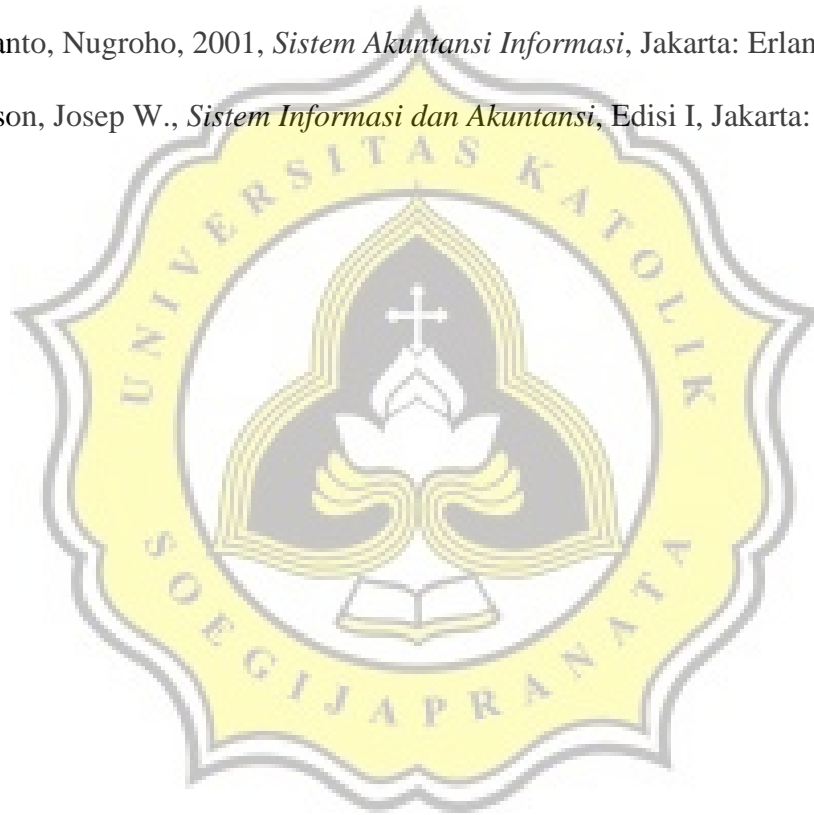 anto, Nugroho, 2001, Sistem Akuntansi Informasi, Jakarta: Erlan
son, Josep W., Sistem Informasi dan Akuntansi, Edisi I, Jakarta:
UNIVERSITAS KATOLIK
SOEGIJAPRANATA